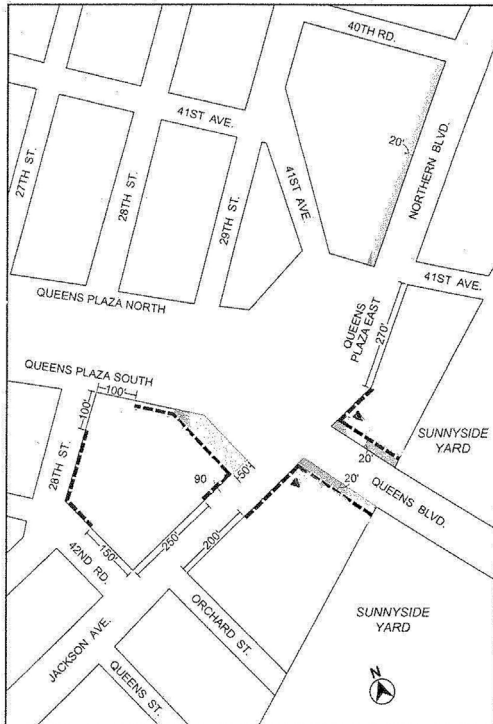 40TH RD.
41ST AVE.
20'
NORTHERN BLVD.
27TH ST.
28TH ST.
29TH ST.
41ST AVE.
41ST AVE.
QUEENS PLAZA NORTH
QUEENS
PLAZA EAST
270'
QUEENS PLAZA SOUTH
100'
100'
28TH ST.
SUNNYSIDE
YARD
50'
90
20'
20'
QUEENS BLVD.
250'
200'
150'
42ND RD.
ORCHARD ST.
JACKSON AVE.
QUEENS ST.
SUNNYSIDE
YARD
N